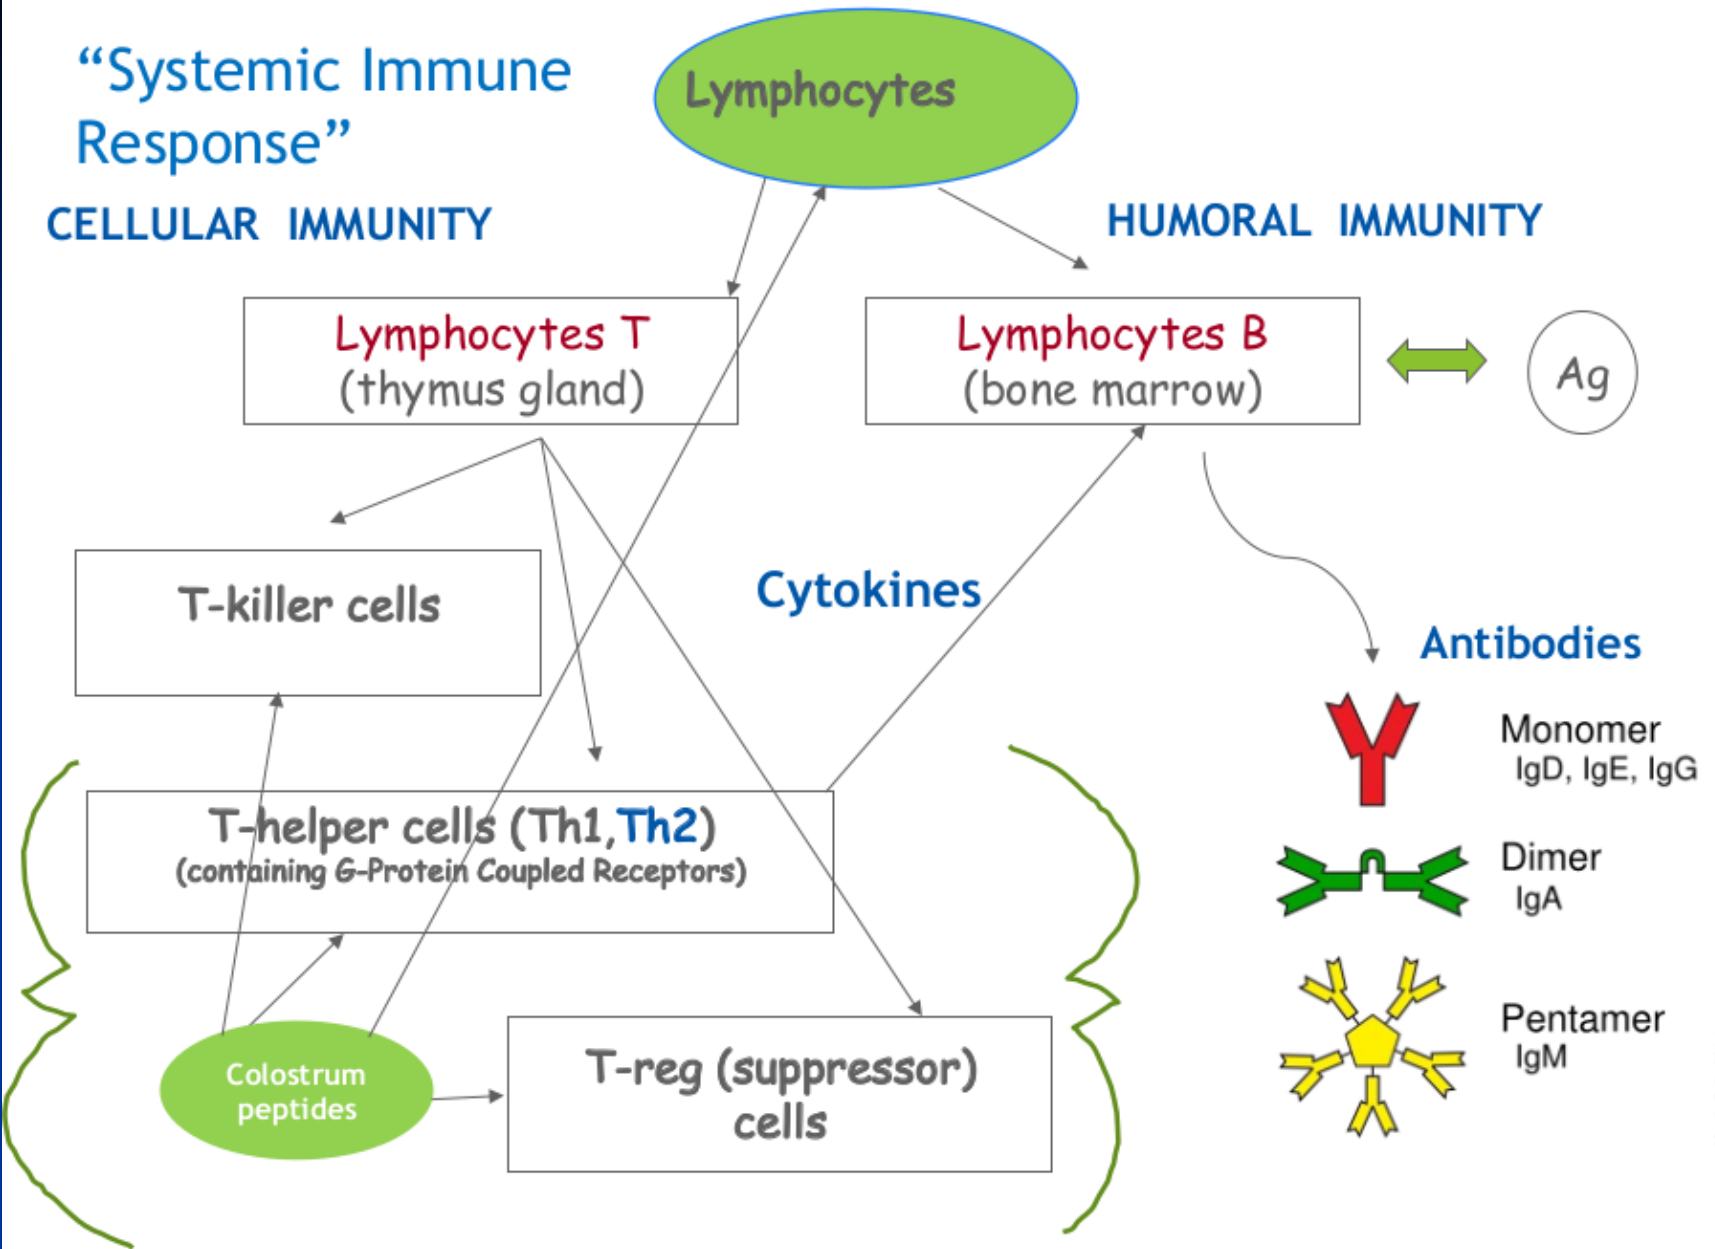 “Systemic Immune
Response”
Lymphocytes
CELLULAR IMMUNITY
HUMORAL IMMUNITY
Lymphocytes T
(thymus gland)
Lymphocytes B
(bone marrow)
Ag
T-killer cells
Cytokines
Antibodies
Monomer
IgD, IgE, IgG
T-helper cells (Th1,Th2)
(containing G-Protein Coupled Receptors)
Dimer
IgA
Colostrum
peptides
T-reg (suppressor)
cells
Pentamer
IgM